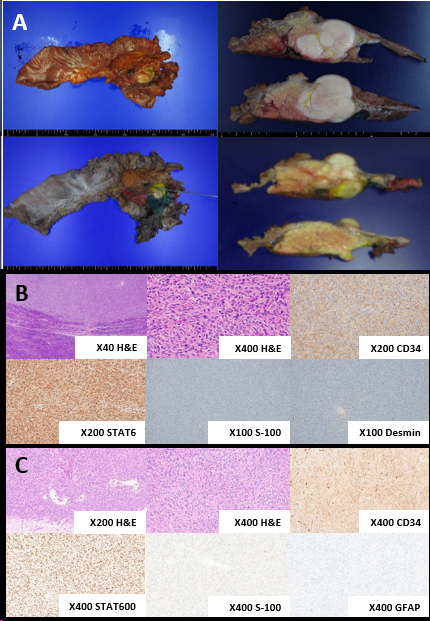 A
B
X40 H&E
X400 H&E
X200 CD34
X200 STAT6
X100 S-100
X100 Desmin
C
X200 H&E
X400 H&E
X400 CD34
X400 STAT600
X400 S-100
X400 GFAP